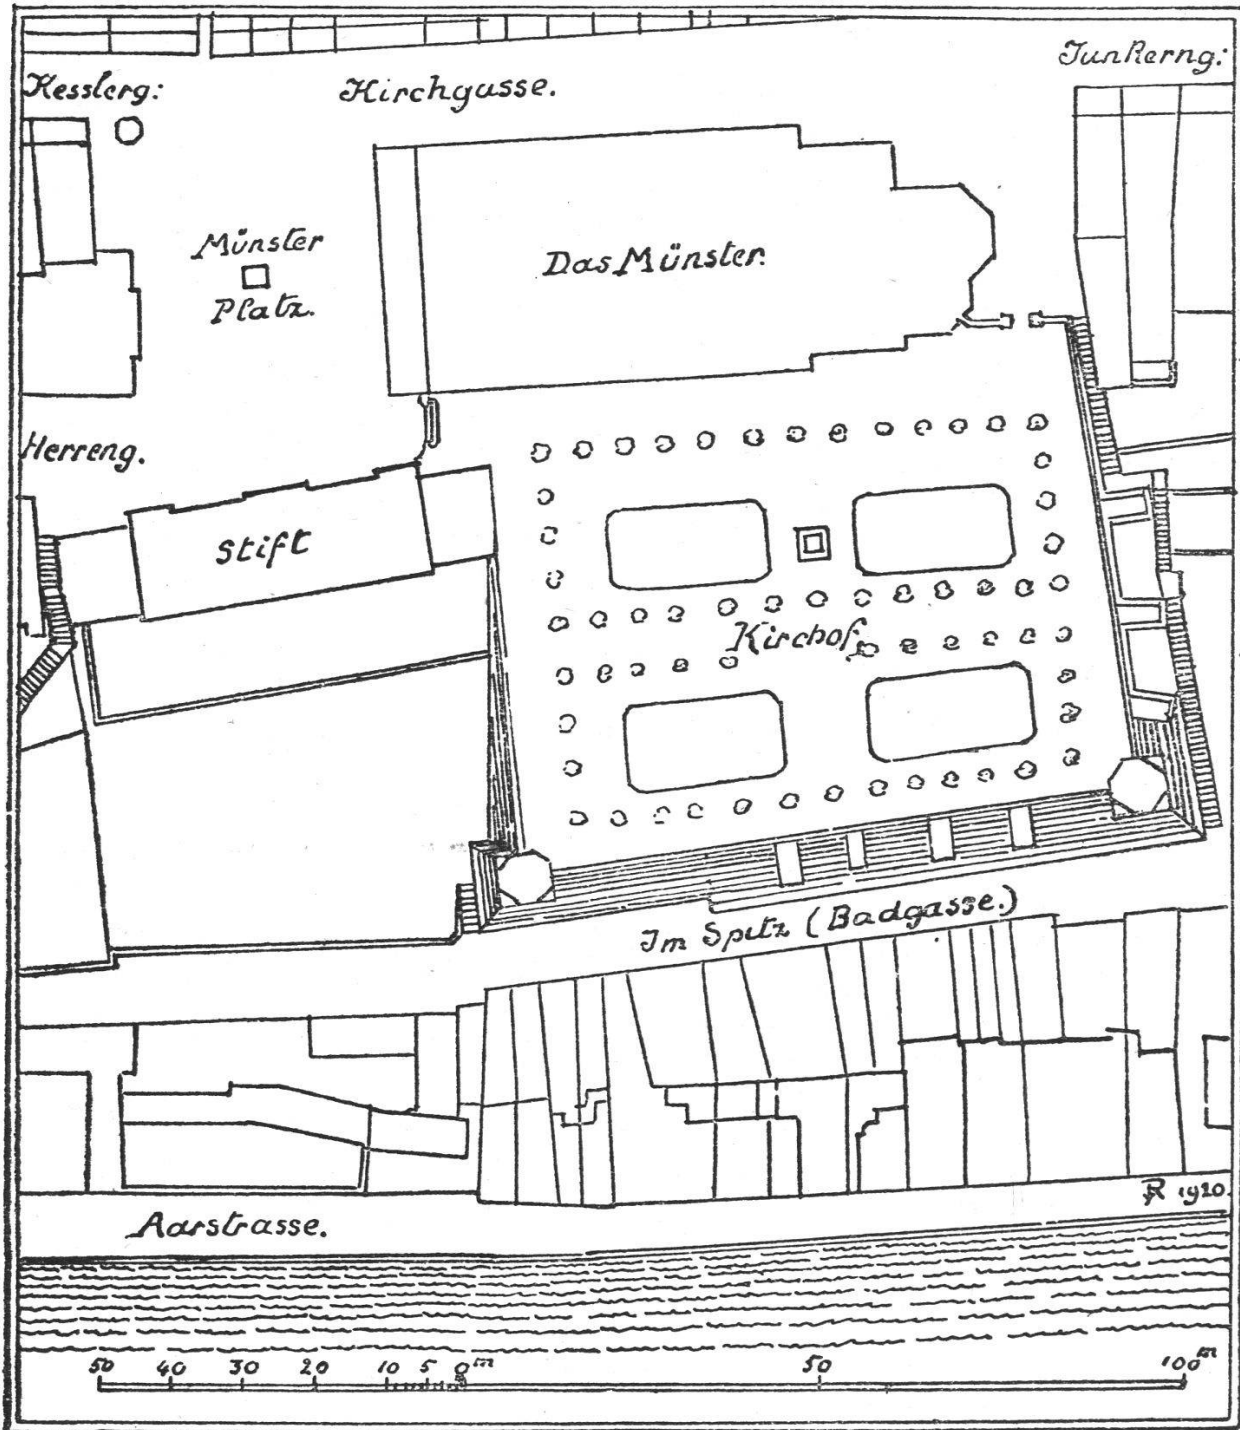 Junkerng:
Kesslerg:
Kirchgasse.
Münster
Platz.
Das Münster.
Herreng.
Stift
Kirchof.
Im Spitz (Badgasse.)
1920.
Aarstrasse.
50 40 30 20 10 5 0m 50 100m